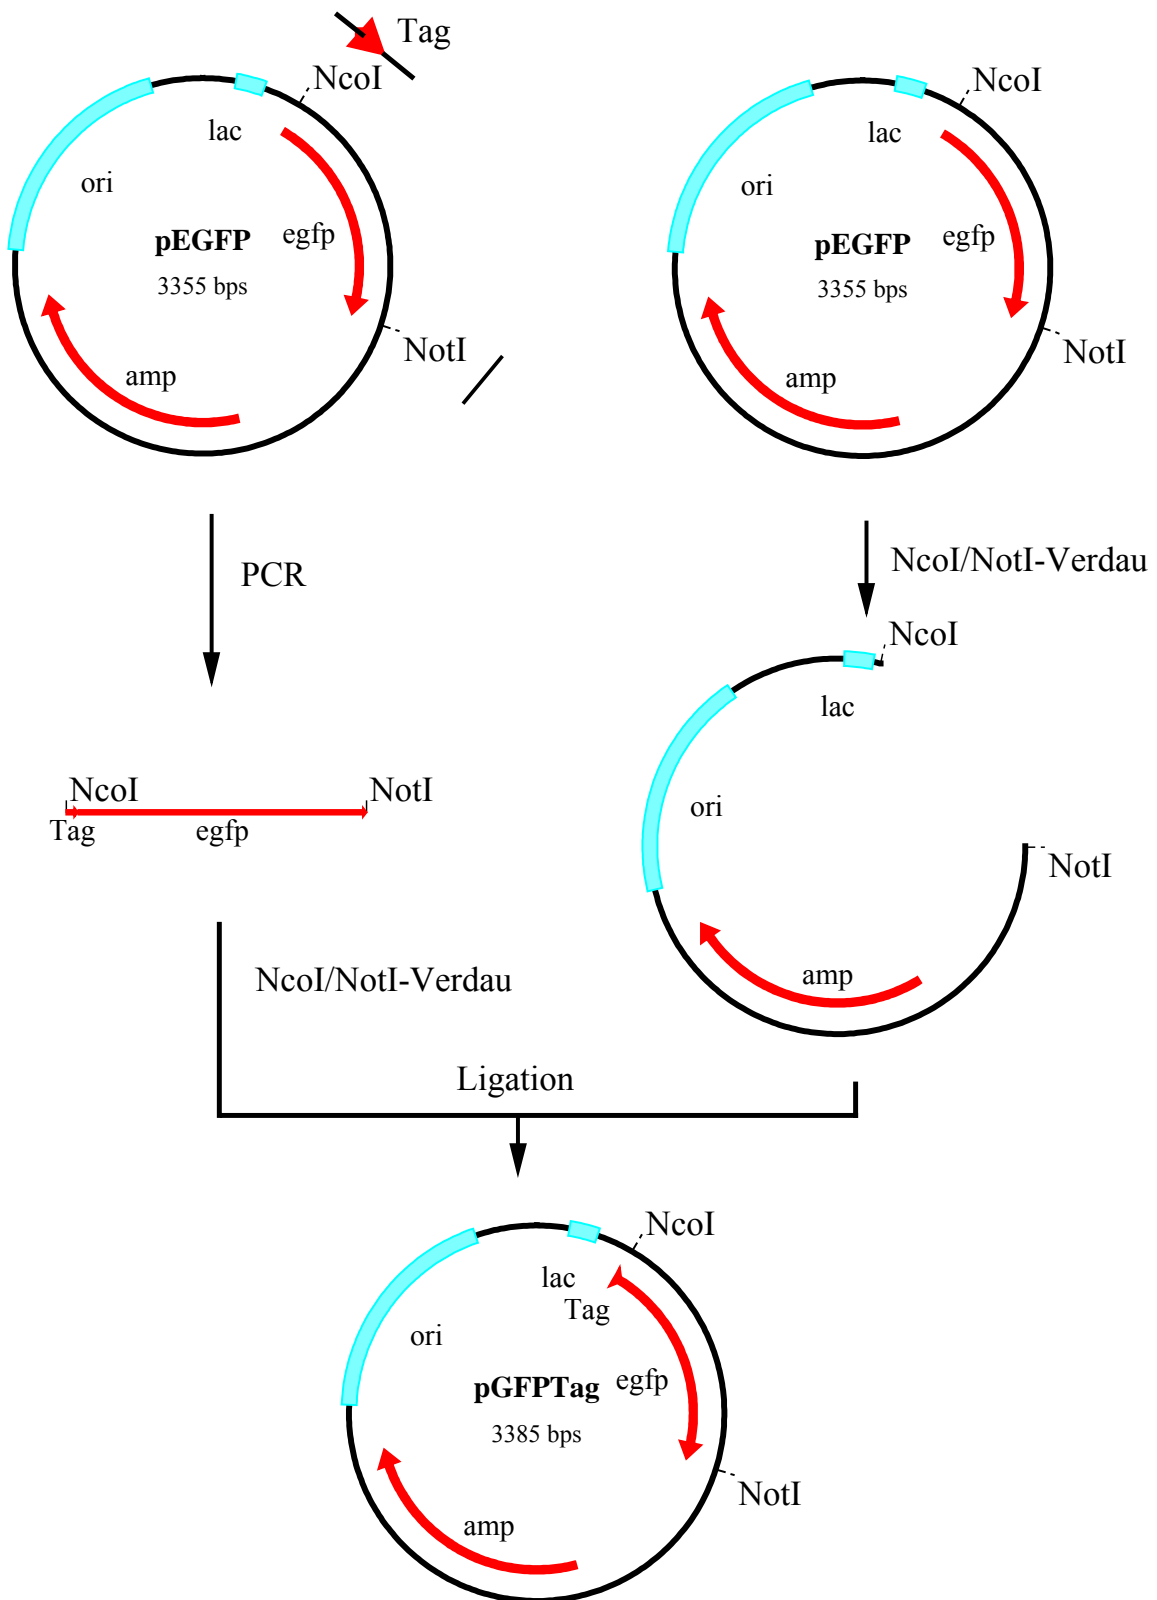 Tag
NcoI
lac
ori
egfp
pEGFP
3355 bps
NotI
amp
NcoI
lac
ori
egfp
pEGFP
3355 bps
NotI
amp
PCR
NcoI/NotI-Verdau
NcoI
lac
ori
NotI
amp
NcoI
NotI
Tag
egfp
NcoI/NotI-Verdau
Ligation
NcoI
lac
Tag
ori
egfp
pGFPTag
3385 bps
NotI
amp